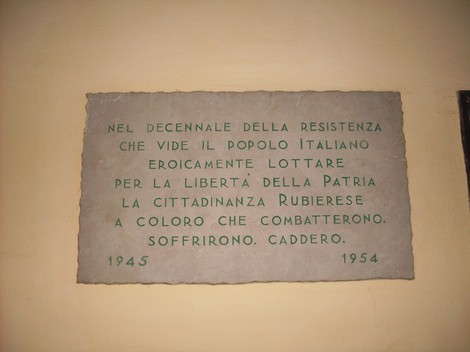 NEL DECENNALE DELLA RESISTENZA
CHE VIDE IL POPOLO ITALIANO
EROICAMENTE LOTTARE
PER LA LIBERTA' DELLA PATRIA
LA CITTADINANZA RUBIERESE
A COLORO CHE COMBATTERONO.
SOFFRIRONO. CADDERO.
1945 1954